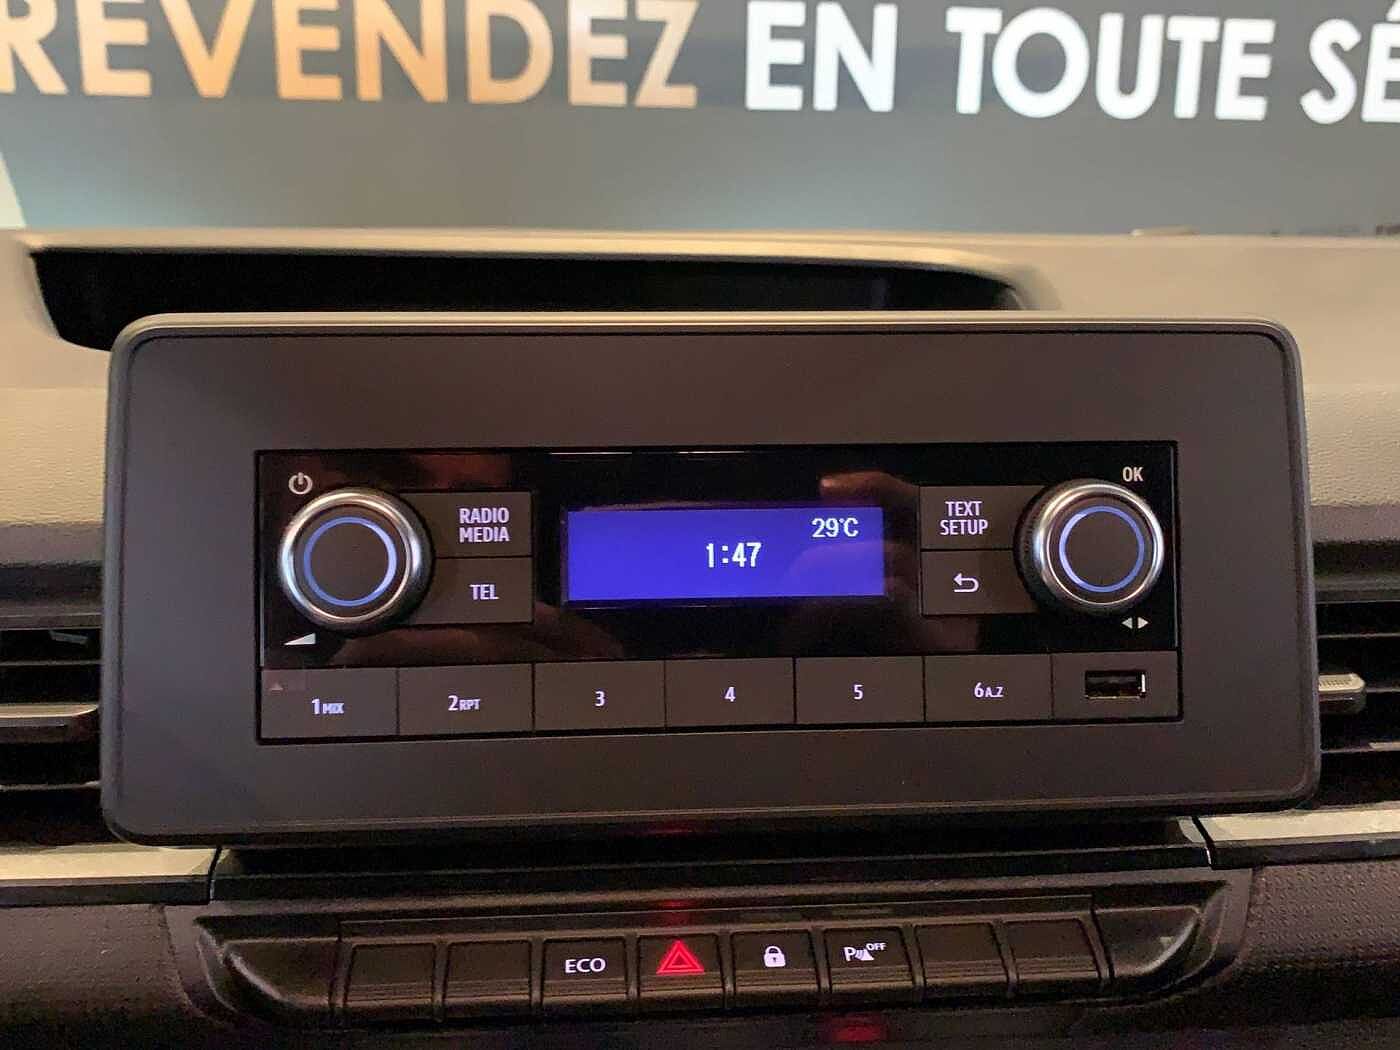 REVENDEZ EN TOUTE SÉ
OK
RADIO
MEDIA
29°C
TEXT
SETUP
1:47
TEL
1MIX
2RPT
3
4
5
6A.Z
ECO
P OFF